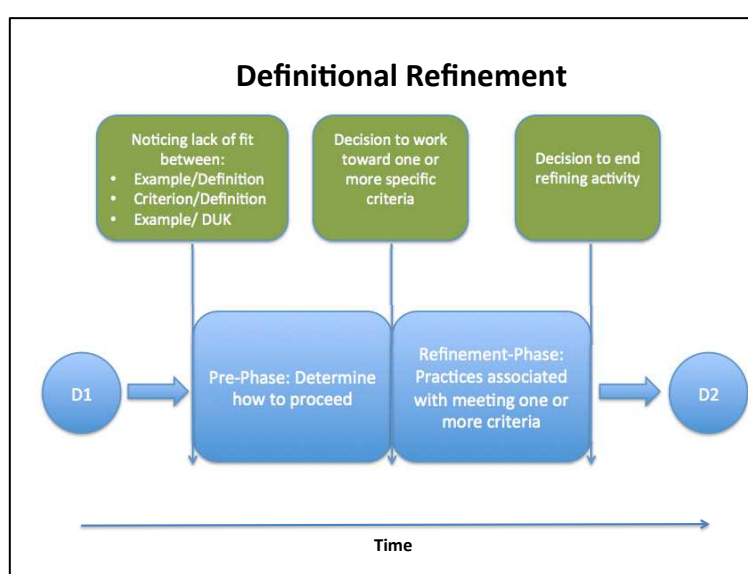 Definitional Refinement
Noticing lack of fit
between:
• Example/Definition
• Criterion/Definition
• Example/ DUK
Decision to work
toward one or
more specific
criteria
Decision to end
refining activity
D1
Pre-Phase: Determine
how to proceed
Refinement-Phase:
Practices associated
with meeting one or
more criteria
D2
Time